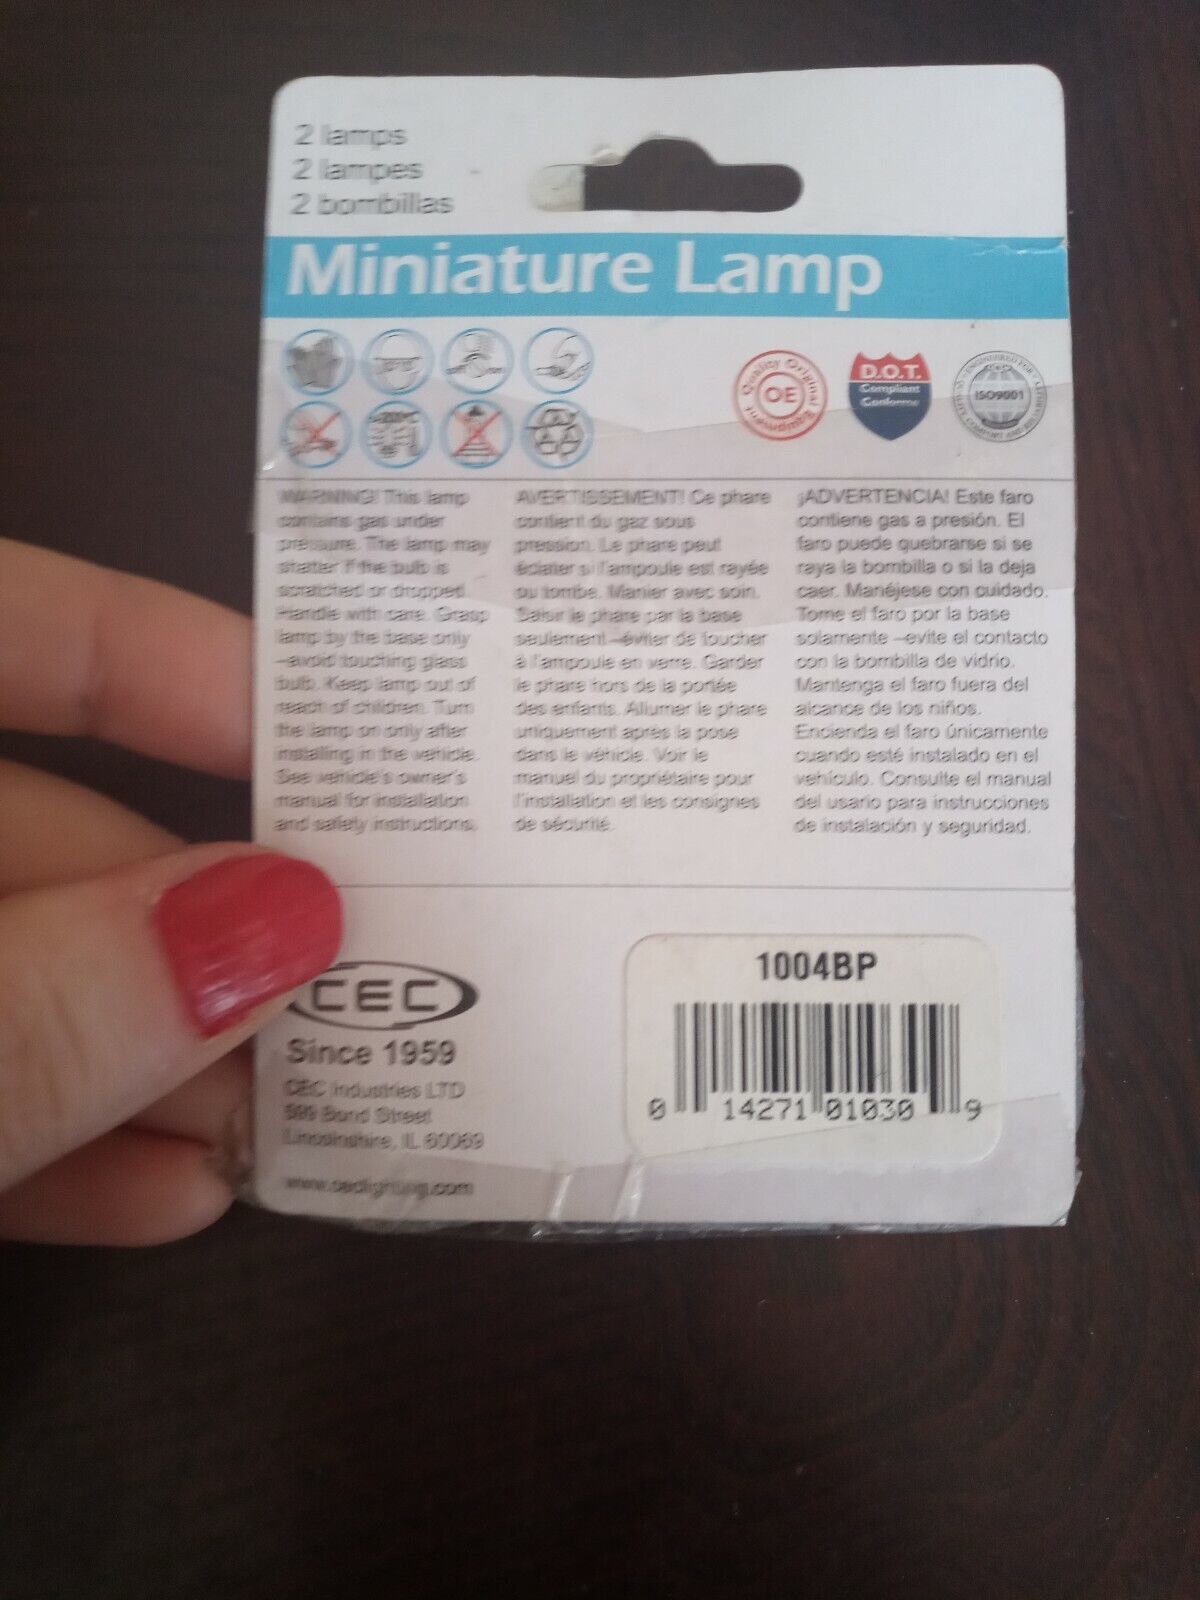 2 lamps
2 lampes
2 bombillas
Miniature Lamp
Quality Original Equipment
OE
D.O.T.
Compliant
Conforme
ENGINEERED FOR
ISO9001
SAFETY, COMFORT AND RELIABILITY
WARNING! This lamp
contains gas under
pressure. The lamp may
shatter if the bulb is
scratched or dropped.
Handle with care. Grasp
lamp by the base only
–avoid touching glass
bulb. Keep lamp out of
reach of children. Turn
the lamp on only after
installing in the vehicle.
See vehicle's owner's
manual for installation
and safety instructions.
AVERTISSEMENT! Ce phare
contient du gaz sous
pression. Le phare peut
éclater si l'ampoule est rayée
ou tombe. Manier avec soin.
Saisir le phare par la base
seulement –éviter de toucher
à l'ampoule en verre. Garder
le phare hors de la portée
des enfants. Allumer le phare
uniquement après la pose
dans le véhicle. Voir le
manuel du propriétaire pour
l'installation et les consignes
de sécurité.
¡ADVERTENCIA! Este faro
contiene gas a presión. El
faro puede quebrarse si se
raya la bombilla o si la deja
caer. Manéjese con cuidado.
Tome el faro por la base
solamente –evite el contacto
con la bombilla de vidrio.
Mantenga el faro fuera del
alcance de los niños.
Encienda el faro únicamente
cuando esté instalado en el
vehículo. Consulte el manual
del usario para instrucciones
de instalación y seguridad.
CEC
Since 1959
CEC Industries LTD
599 Bond Street
Lincolnshire, IL 60069
www.ceclighting.com
1004BP
0 14271 01030 9